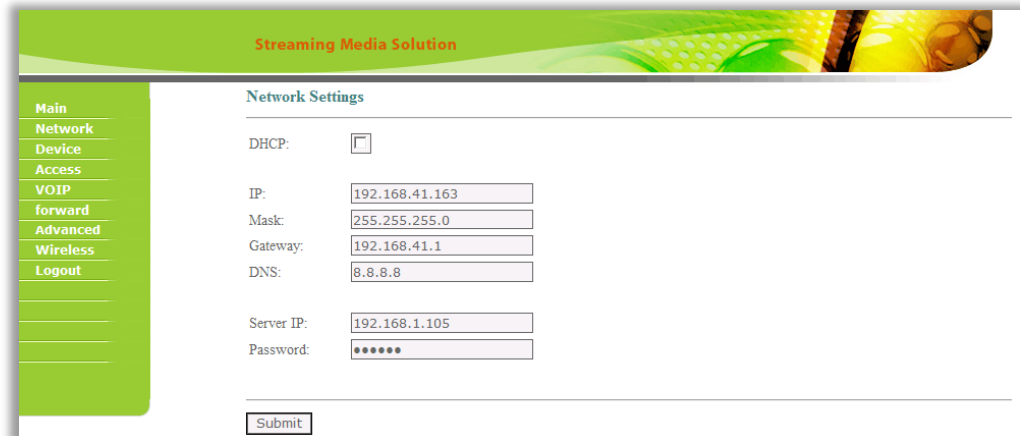 Streaming Media Solution
Main
Network
Device
Access
VOIP
forward
Advanced
Wireless
Logout
Network Settings
DHCP:
IP: 192.168.41.163
Mask: 255.255.255.0
Gateway: 192.168.41.1
DNS: 8.8.8.8
Server IP: 192.168.1.105
Password: ••••••
Submit